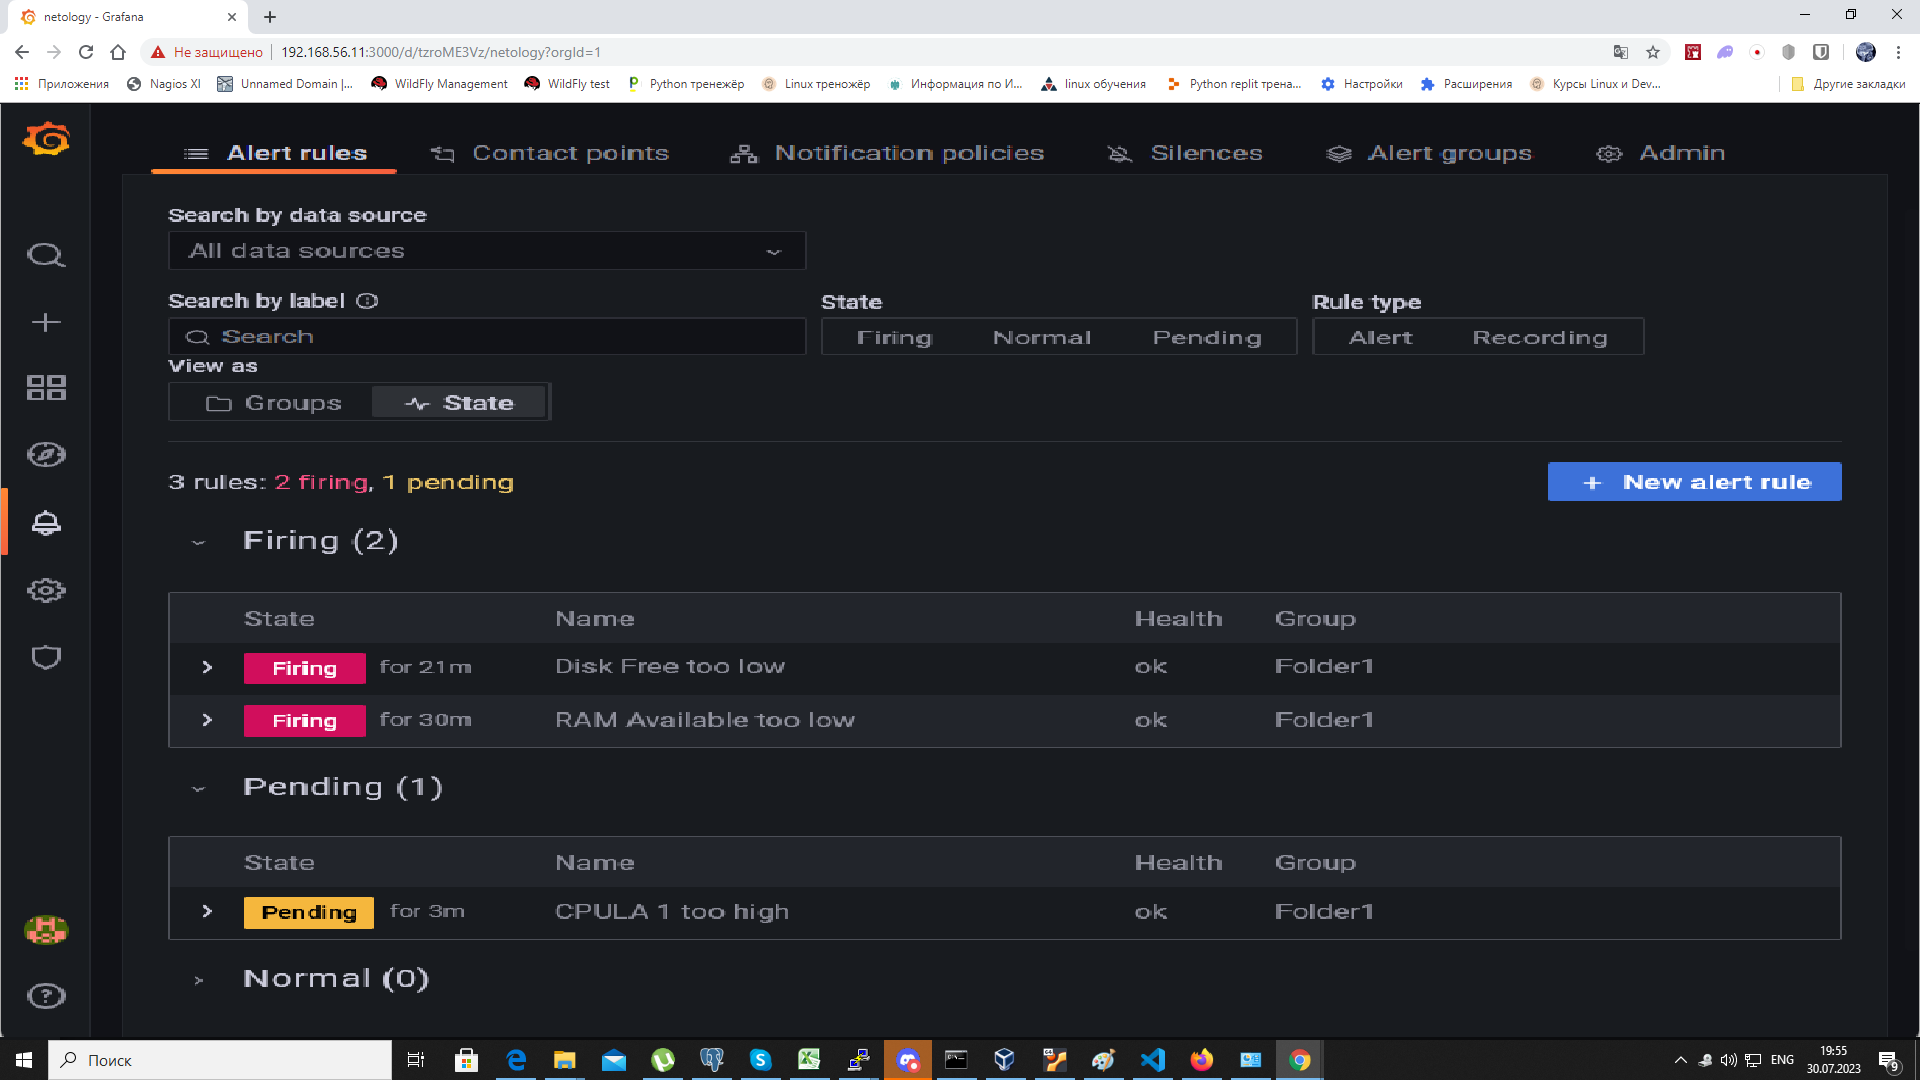 netology - Grafana
Не защищено 192.168.56.11:3000/d/tzroME3Vz/netology?orgId=1
Приложения Nagios XI Unnamed Domain |... WildFly Management WildFly test Python тренежёр Linux треножёр Информация по И... linux обучения Python replit трена... Настройки Расширения Курсы Linux и Dev... Другие закладки
Alert rules Contact points Notification policies Silences Alert groups Admin
Search by data source
All data sources
Search by label State Rule type
Search Firing Normal Pending Alert Recording
View as
Groups State
3 rules: 2 firing, 1 pending + New alert rule
Firing (2)
State Name Health Group
Firing for 21m Disk Free too low ok Folder1
Firing for 30m RAM Available too low ok Folder1
Pending (1)
State Name Health Group
Pending for 3m CPULA 1 too high ok Folder1
Normal (0)
Поиск ENG 19:55
30.07.2023 9